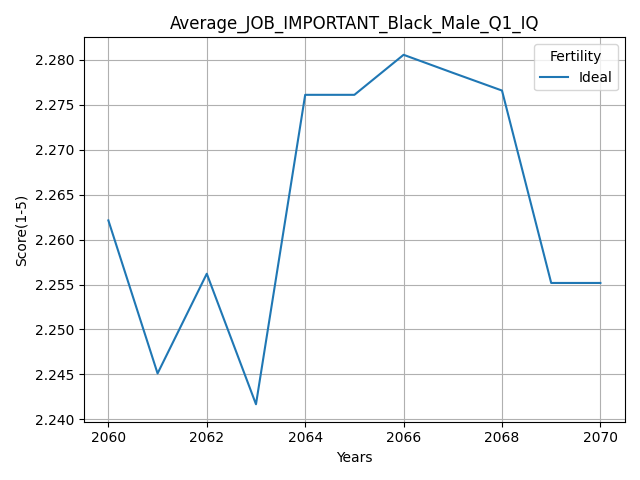 Average_JOB_IMPORTANT_Black_Male_Q1_IQ
Fertility
Ideal
Score(1-5)
2.280
2.275
2.270
2.265
2.260
2.255
2.250
2.245
2.240
2060 2062 2064 2066 2068 2070
Years